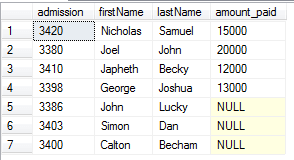 admission firstName lastName amount_paid
1 3420 Nicholas Samuel 15000
2 3380 Joel John 20000
3 3410 Japheth Becky 12000
4 3398 George Joshua 13000
5 3386 John Lucky NULL
6 3403 Simon Dan NULL
7 3400 Calton Becham NULL